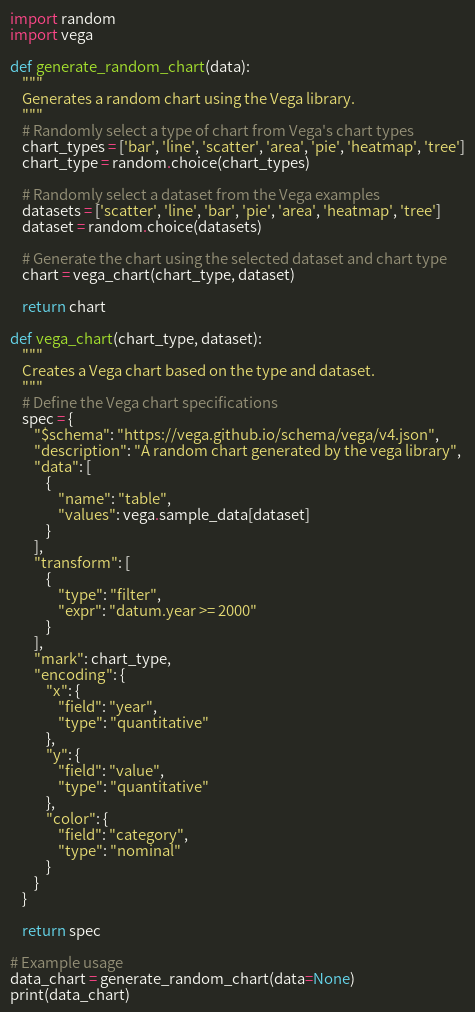 import random
import vega

def generate_random_chart(data):
    """
    Generates a random chart using the Vega library.
    """
    # Randomly select a type of chart from Vega's chart types
    chart_types = ['bar', 'line', 'scatter', 'area', 'pie', 'heatmap', 'tree']
    chart_type = random.choice(chart_types)

    # Randomly select a dataset from the Vega examples
    datasets = ['scatter', 'line', 'bar', 'pie', 'area', 'heatmap', 'tree']
    dataset = random.choice(datasets)

    # Generate the chart using the selected dataset and chart type
    chart = vega_chart(chart_type, dataset)

    return chart

def vega_chart(chart_type, dataset):
    """
    Creates a Vega chart based on the type and dataset.
    """
    # Define the Vega chart specifications
    spec = {
        "$schema": "https://vega.github.io/schema/vega/v4.json",
        "description": "A random chart generated by the vega library",
        "data": [
            {
                "name": "table",
                "values": vega.sample_data[dataset]
            }
        ],
        "transform": [
            {
                "type": "filter",
                "expr": "datum.year >= 2000"
            }
        ],
        "mark": chart_type,
        "encoding": {
            "x": {
                "field": "year",
                "type": "quantitative"
            },
            "y": {
                "field": "value",
                "type": "quantitative"
            },
            "color": {
                "field": "category",
                "type": "nominal"
            }
        }
    }

    return spec

# Example usage
data_chart = generate_random_chart(data=None)
print(data_chart)